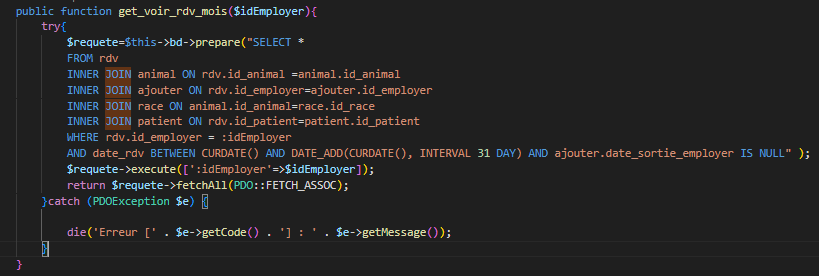 public function get_voir_rdv_mois($idEmployer){
try{
$requete=$this->bd->prepare("SELECT *
FROM rdv
INNER JOIN animal ON rdv.id_animal =animal.id_animal
INNER JOIN ajouter ON rdv.id_employer=ajouter.id_employer
INNER JOIN race ON animal.id_animal=race.id_race
INNER JOIN patient ON rdv.id_patient=patient.id_patient
WHERE rdv.id_employer = :idEmployer
AND date_rdv BETWEEN CURDATE() AND DATE_ADD(CURDATE(), INTERVAL 31 DAY) AND ajouter.date_sortie_employer IS NULL" );
$requete->execute([':idEmployer'=>$idEmployer]);
return $requete->fetchAll(PDO::FETCH_ASSOC);
}catch (PDOException $e) {
die('Erreur [' . $e->getCode() . '] : ' . $e->getMessage());
}
}